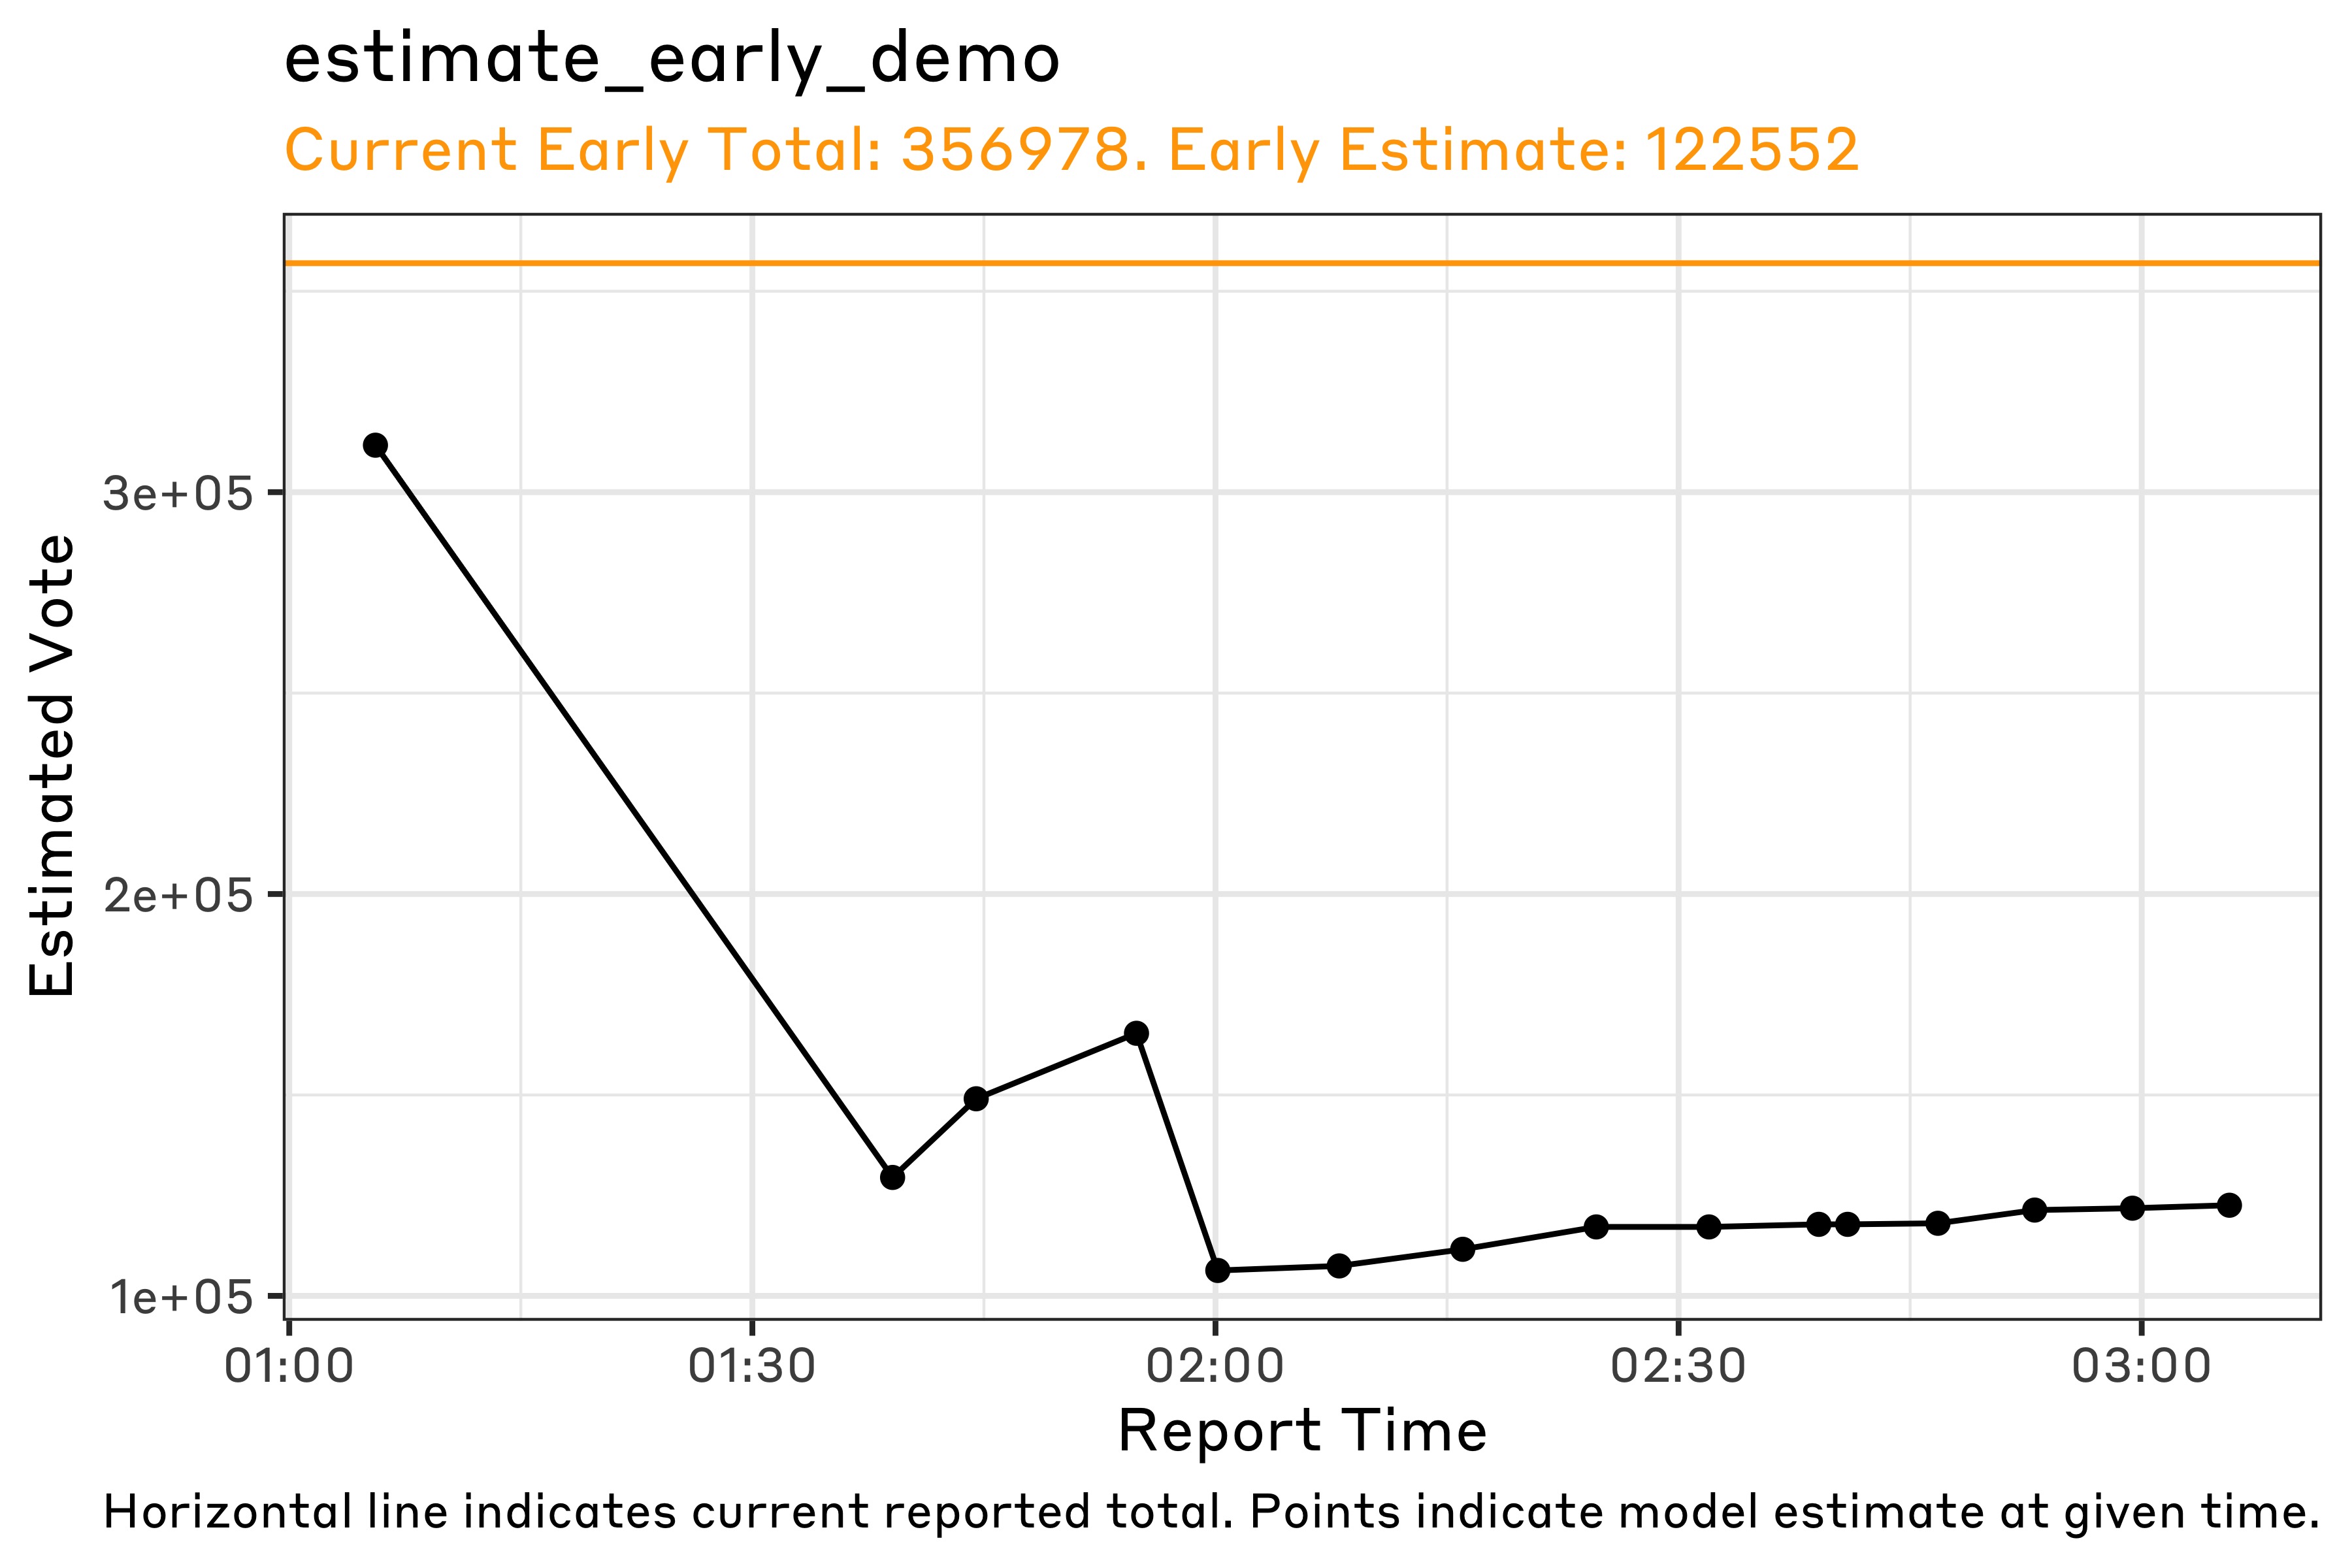 estimate_early_demo
Current Early Total: 356978. Early Estimate: 122552
Estimated Vote
3e+05
2e+05
1e+05
01:00 01:30 02:00 02:30 03:00
Report Time
Horizontal line indicates current reported total. Points indicate model estimate at given time.